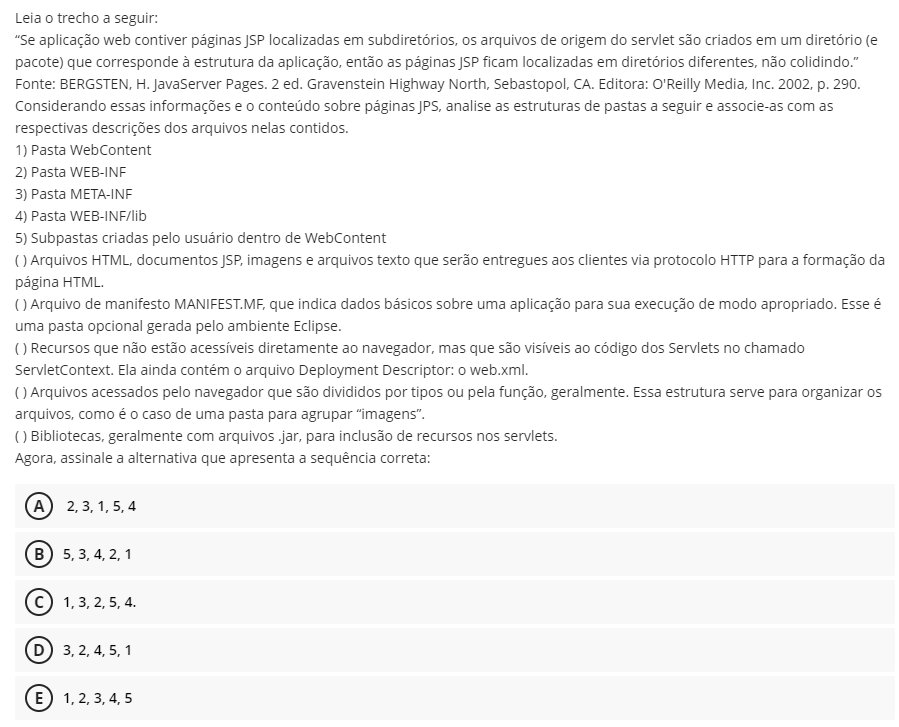 Leia o trecho a seguir:
“Se aplicação web contiver páginas JSP localizadas em subdiretórios, os arquivos de origem do servlet são criados em um diretório (e
pacote) que corresponde à estrutura da aplicação, então as páginas JSP ficam localizadas em diretórios diferentes, não colidindo.”
Fonte: BERGSTEN, H. JavaServer Pages. 2 ed. Gravenstein Highway North, Sebastopol, CA. Editora: O'Reilly Media, Inc. 2002, p. 290.
Considerando essas informações e o conteúdo sobre páginas JPS, analise as estruturas de pastas a seguir e associe-as com as
respectivas descrições dos arquivos nelas contidos.
1) Pasta WebContent
2) Pasta WEB-INF
3) Pasta META-INF
4) Pasta WEB-INF/lib
5) Subpastas criadas pelo usuário dentro de WebContent
( ) Arquivos HTML, documentos JSP, imagens e arquivos texto que serão entregues aos clientes via protocolo HTTP para a formação da
página HTML.
( ) Arquivo de manifesto MANIFEST.MF, que indica dados básicos sobre uma aplicação para sua execução de modo apropriado. Esse é
uma pasta opcional gerada pelo ambiente Eclipse.
( ) Recursos que não estão acessíveis diretamente ao navegador, mas que são visíveis ao código dos Servlets no chamado
ServletContext. Ela ainda contém o arquivo Deployment Descriptor: o web.xml.
( ) Arquivos acessados pelo navegador que são divididos por tipos ou pela função, geralmente. Essa estrutura serve para organizar os
arquivos, como é o caso de uma pasta para agrupar “imagens”.
( ) Bibliotecas, geralmente com arquivos .jar, para inclusão de recursos nos servlets.
Agora, assinale a alternativa que apresenta a sequência correta:
A 2, 3, 1, 5, 4
B 5, 3, 4, 2, 1
C 1, 3, 2, 5, 4.
D 3, 2, 4, 5, 1
E 1, 2, 3, 4, 5